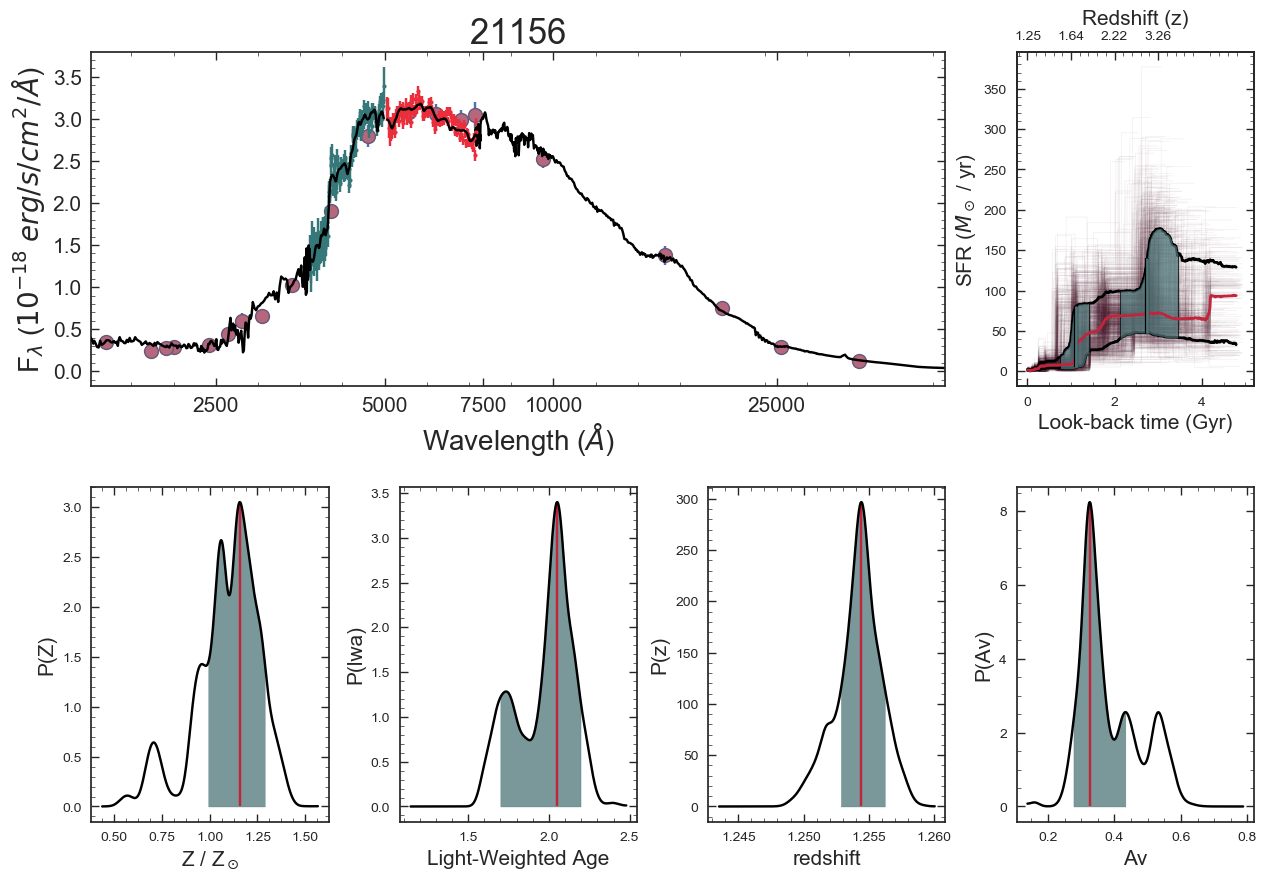 21156
F_λ (10^{-18} erg/s/cm^2/Å)
3.5
3.0
2.5
2.0
1.5
1.0
0.5
0.0
2500 5000 7500 10000 25000
Wavelength (Å)
Redshift (z)
1.25 1.64 2.22 3.26
SFR (M_⊙ / yr)
350
300
250
200
150
100
50
0
0 2 4
Look-back time (Gyr)
P(Z)
3.0
2.5
2.0
1.5
1.0
0.5
0.0
0.50 0.75 1.00 1.25 1.50
Z / Z_⊙
P(lwa)
3.5
3.0
2.5
2.0
1.5
1.0
0.5
0.0
1.5 2.0 2.5
Light-Weighted Age
P(z)
300
250
200
150
100
50
0
1.245 1.250 1.255 1.260
redshift
P(Av)
8
6
4
2
0
0.2 0.4 0.6 0.8
Av